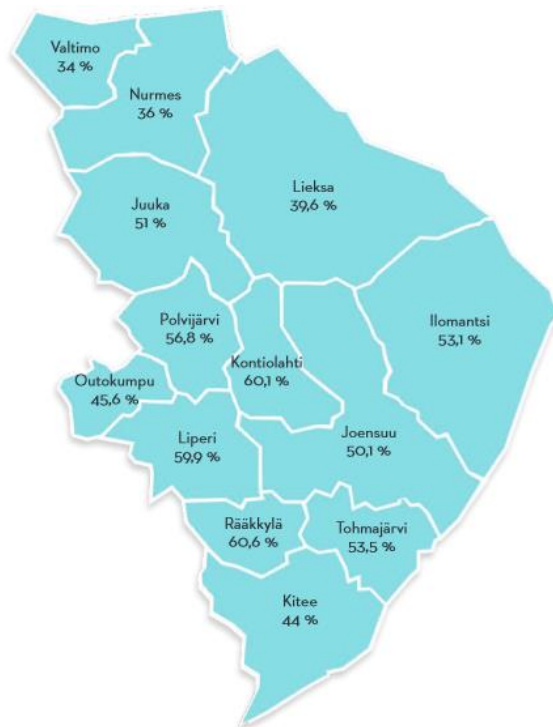 Valtimo
34 %
Nurmes
36 %
Lieksa
39,6 %
Juuka
51 %
Ilomantsi
53,1 %
Polvijärvi
56,8 %
Kontiolahti
60,1 %
Outokumpu
45,6 %
Liperi
59,9 %
Joensuu
50,1 %
Rääkkylä
60,6 %
Tohmajärvi
53,5 %
Kitee
44 %